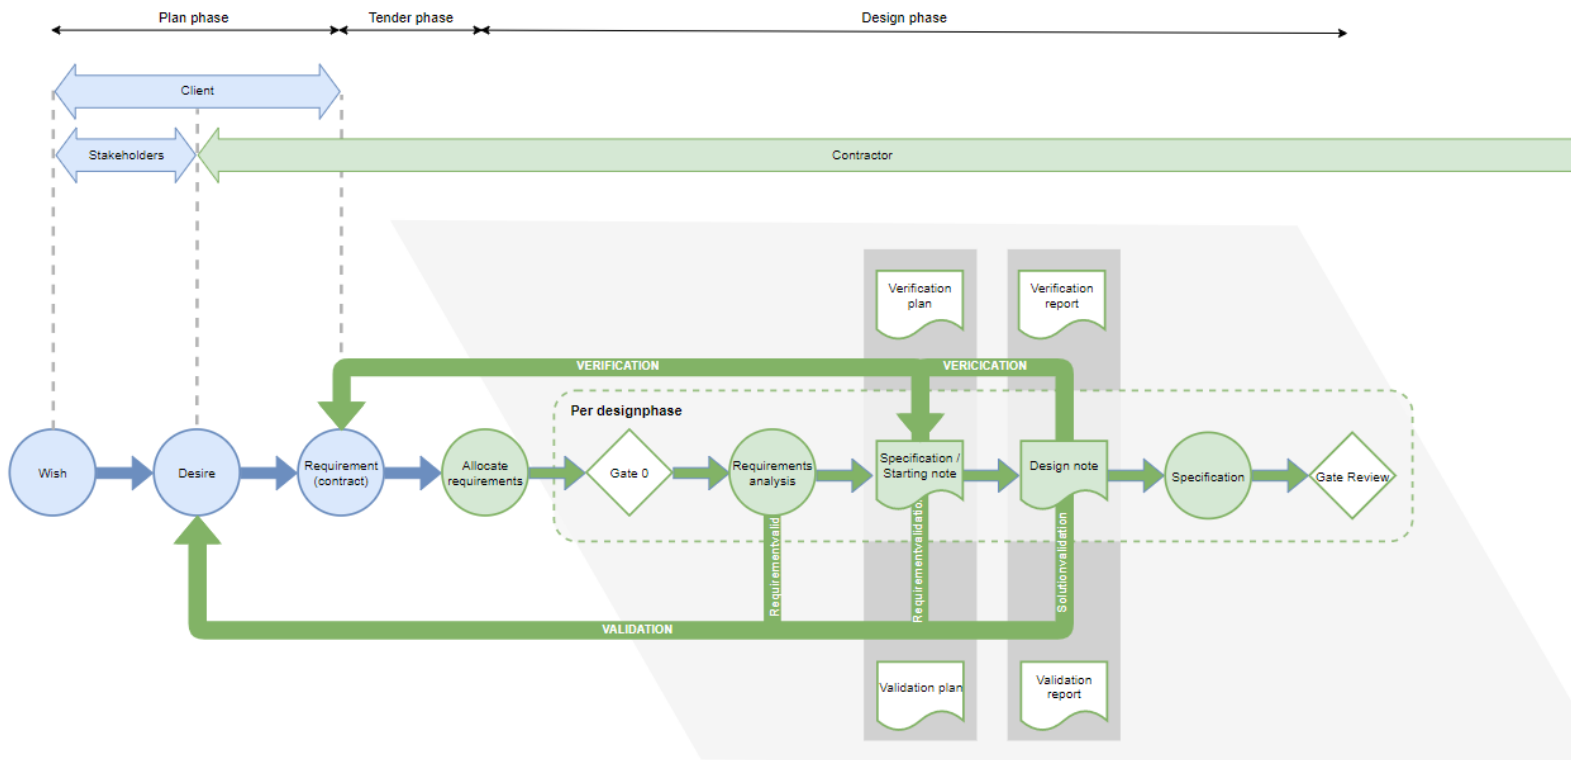 Plan phase
Tender phase
Design phase
Client
Stakeholders
Contractor
Verification
plan
Verification
report
VERIFICATION
VERICICATION
Per designphase
Wish
Desire
Requirement
(contract)
Allocate
requirements
Gate 0
Requirements
analysis
Specification /
Starting note
Design note
Specification
Gate Review
Requirementvalid
Requirementvalidation
Solutionvalidation
VALIDATION
Validation plan
Validation
report